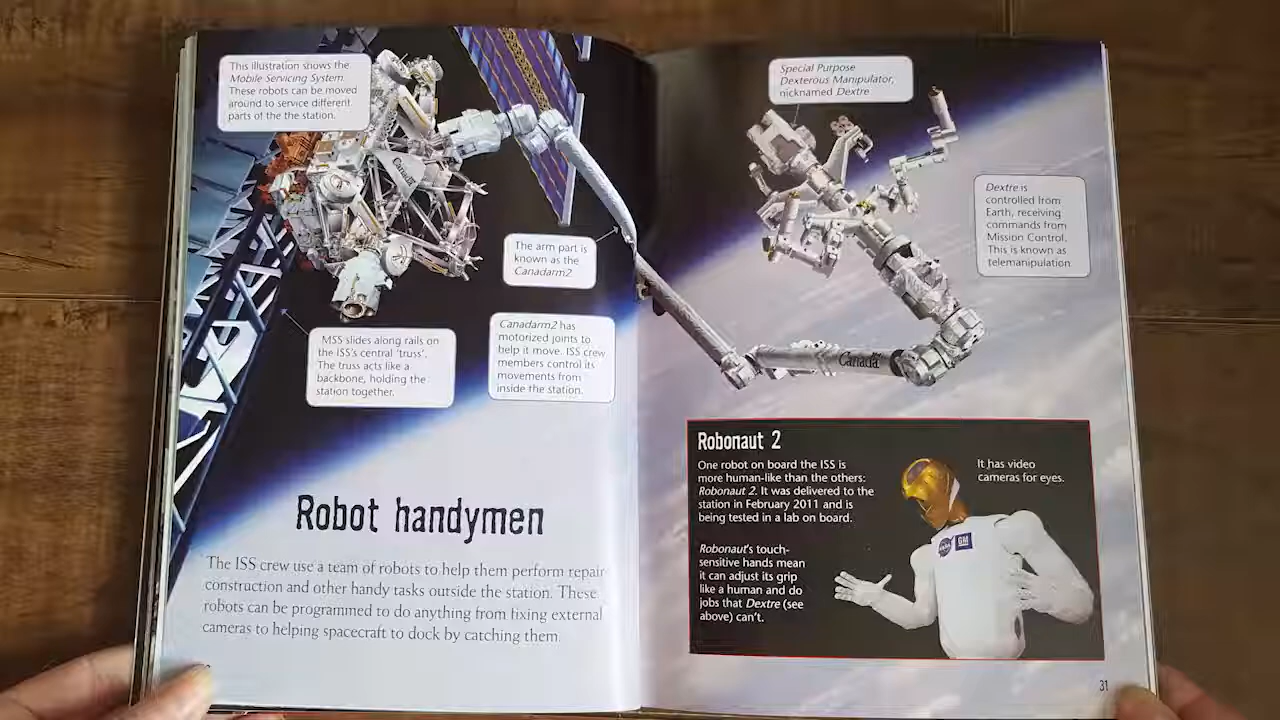 This illustration shows the
Mobile Servicing System.
These robots can be moved
around to service different
parts of the the station.
Canada
The arm part is
known as the
Canadarm2
MSS slides along rails on
the ISS's central 'truss'.
The truss acts like a
backbone, holding the
station together.
Canadarm2 has
motorized joints to
help it move. ISS crew
members control its
movements from
inside the station.
Robot handymen
The ISS crew use a team of robots to help them perform repair
construction and other handy tasks outside the station. These
robots can be programmed to do anything from fixing external
cameras to helping spacecraft to dock by catching them.
Special Purpose
Dexterous Manipulator,
nicknamed Dextre
Dextre is
controlled from
Earth, receiving
commands from
Mission Control.
This is known as
telemanipulation
Canada
Robonaut 2
One robot on board the ISS is
more human-like than the others:
Robonaut 2. It was delivered to the
station in February 2011 and is
being tested in a lab on board.
Robonaut's touch-
sensitive hands mean
it can adjust its grip
like a human and do
jobs that Dextre (see
above) can't.
It has video
cameras for eyes.
NASA
GM
31